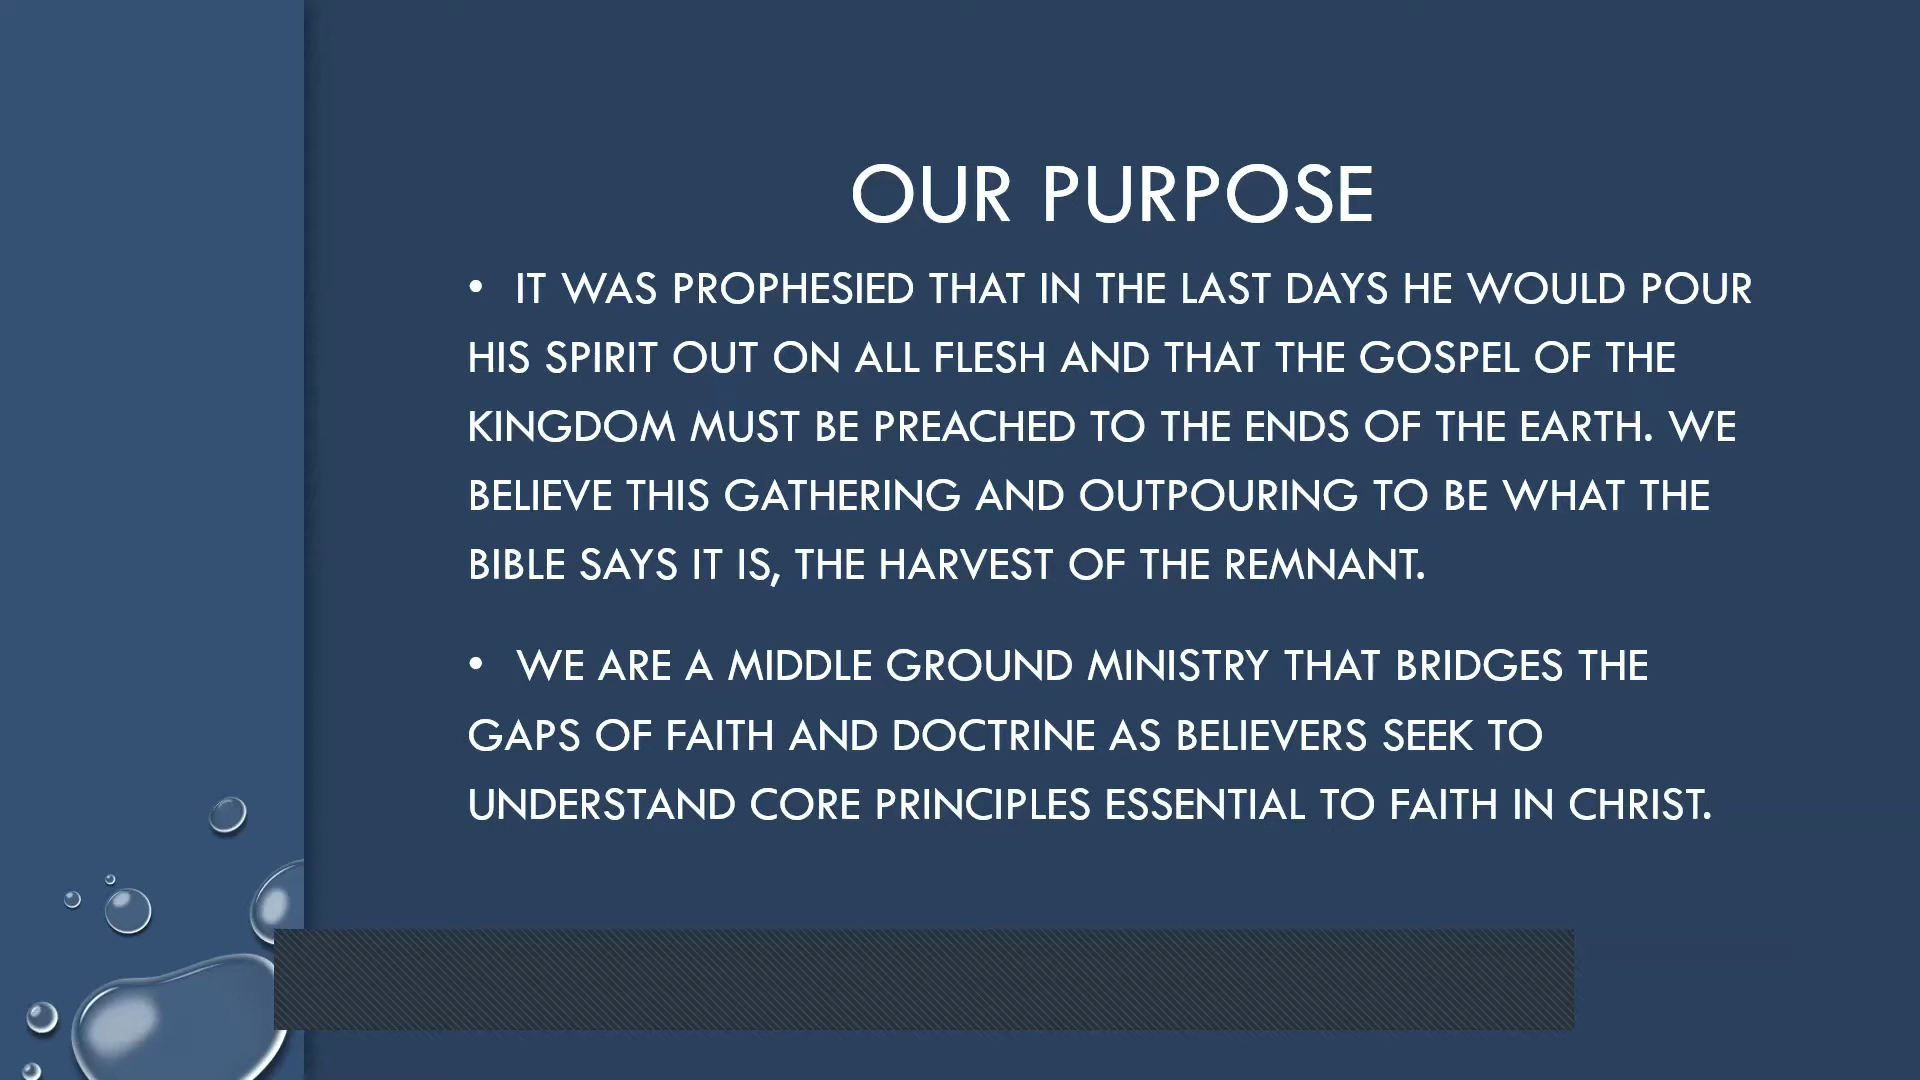 OUR PURPOSE
• IT WAS PROPHESIED THAT IN THE LAST DAYS HE WOULD POUR
HIS SPIRIT OUT ON ALL FLESH AND THAT THE GOSPEL OF THE
KINGDOM MUST BE PREACHED TO THE ENDS OF THE EARTH. WE
BELIEVE THIS GATHERING AND OUTPOURING TO BE WHAT THE
BIBLE SAYS IT IS, THE HARVEST OF THE REMNANT.
• WE ARE A MIDDLE GROUND MINISTRY THAT BRIDGES THE
GAPS OF FAITH AND DOCTRINE AS BELIEVERS SEEK TO
UNDERSTAND CORE PRINCIPLES ESSENTIAL TO FAITH IN CHRIST.